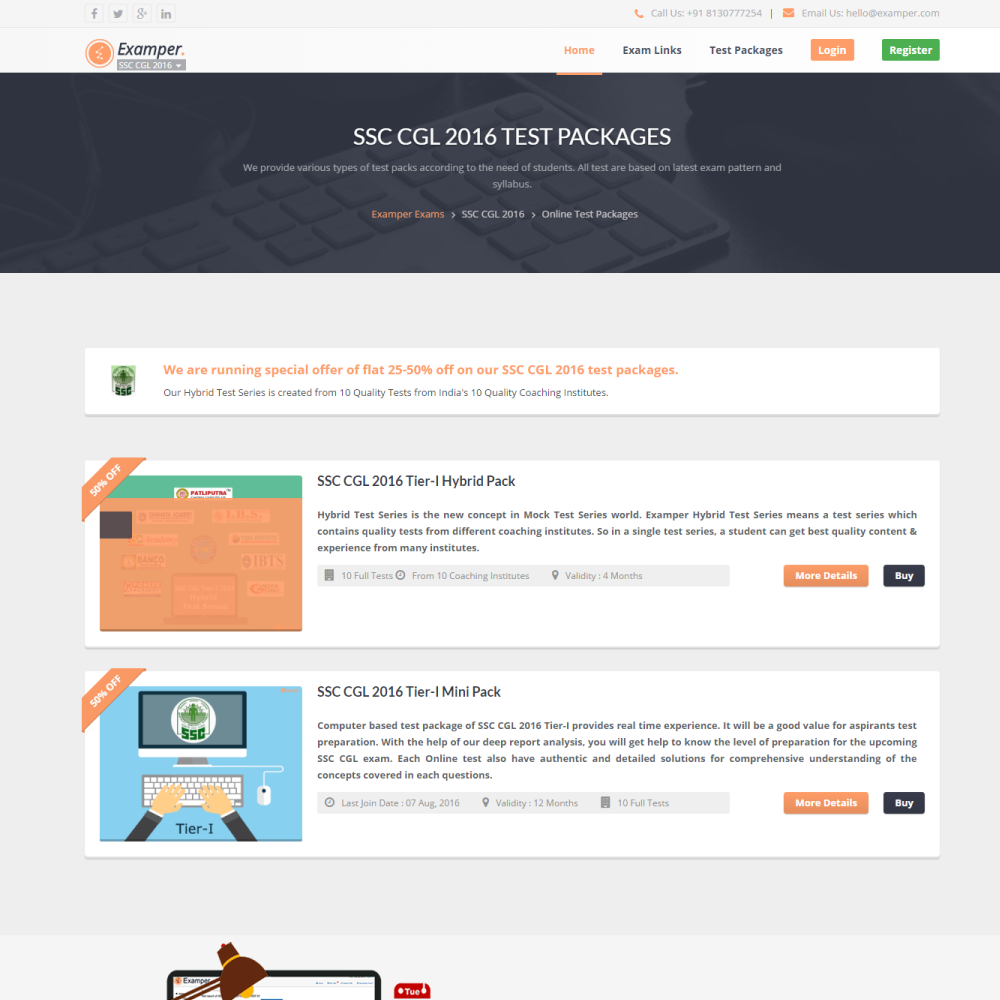 Call Us: +91 8130777254 | Email Us: hello@examper.com
Examper.
SSC CGL 2016
Home Exam Links Test Packages Login Register
SSC CGL 2016 TEST PACKAGES
We provide various types of test packs according to the need of students. All test are based on latest exam pattern and
syllabus.
Examper Exams › SSC CGL 2016 › Online Test Packages
SSC
We are running special offer of flat 25-50% off on our SSC CGL 2016 test packages.
Our Hybrid Test Series is created from 10 Quality Tests from India's 10 Quality Coaching Institutes.
50% OFF
PATLIPUTRA
I.B.S.
IBTS
SSC CGL 2016 Tier-I Hybrid Pack
Hybrid Test Series is the new concept in Mock Test Series world. Examper Hybrid Test Series means a test series which
contains quality tests from different coaching institutes. So in a single test series, a student can get best quality content &
experience from many institutes.
10 Full Tests From 10 Coaching Institutes Validity : 4 Months
More Details Buy
50% OFF
SSC
Tier-I
SSC CGL 2016 Tier-I Mini Pack
Computer based test package of SSC CGL 2016 Tier-I provides real time experience. It will be a good value for aspirants test
preparation. With the help of our deep report analysis, you will get help to know the level of preparation for the upcoming
SSC CGL exam. Each Online test also have authentic and detailed solutions for comprehensive understanding of the
concepts covered in each questions.
Last Join Date : 07 Aug, 2016 Validity : 12 Months 10 Full Tests
More Details Buy
Examper
Tue